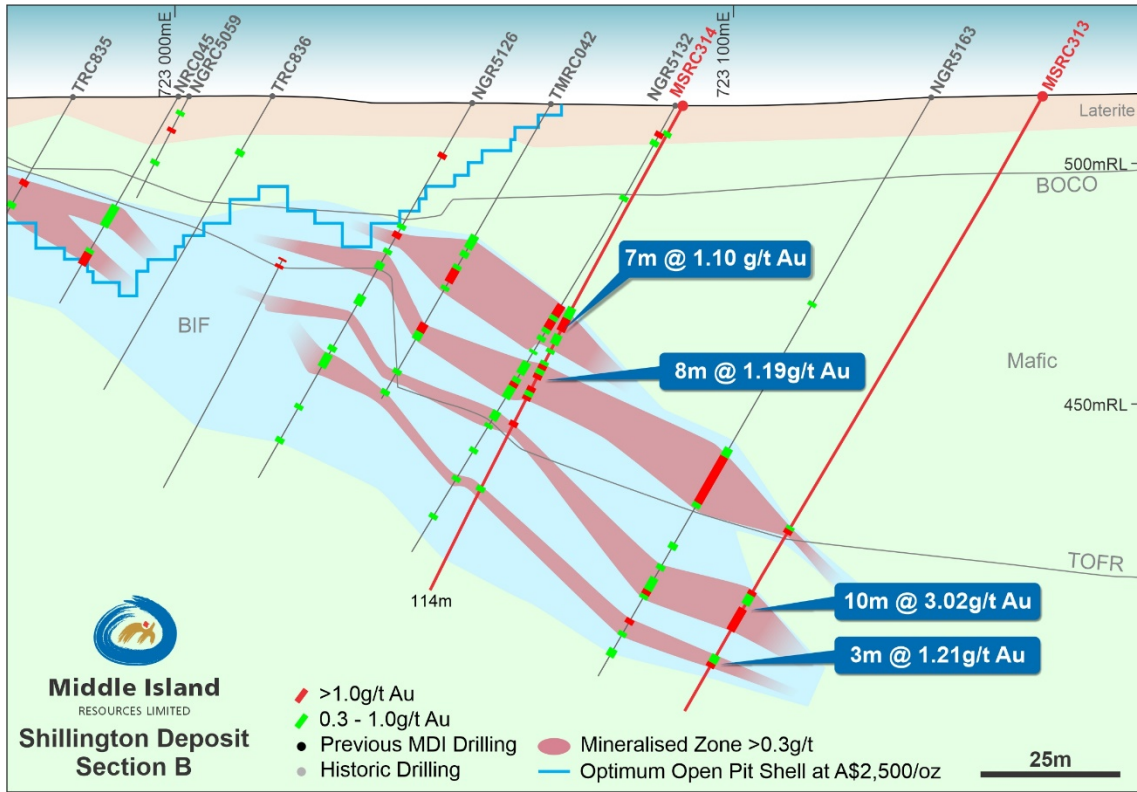 TRC835
723 000mE
NRC045
NGRC5059
TRC836
NGR5126
TMRC042
NGR5132
MSRC314
723 100mE
NGR5163
MSRC313
Laterite
500mRL
BOCO
7m @ 1.10 g/t Au
BIF
Mafic
8m @ 1.19g/t Au
450mRL
TOFR
114m
10m @ 3.02g/t Au
3m @ 1.21g/t Au
Middle Island
RESOURCES LIMITED
Shillington Deposit
Section B
>1.0g/t Au
0.3 - 1.0g/t Au
Previous MDI Drilling
Historic Drilling
Mineralised Zone >0.3g/t
Optimum Open Pit Shell at A$2,500/oz
25m